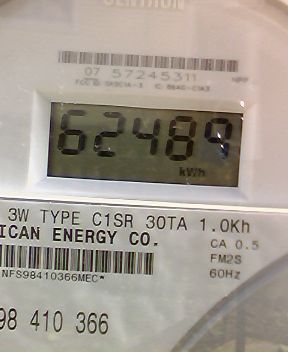 SENTRON
07 57245311
62489
kWh
3W TYPE C1SR 30TA 1.0Kh
ICAN ENERGY CO.
CA 0.5
FM2S
60Hz
NFS98410366MEC*
98 410 366